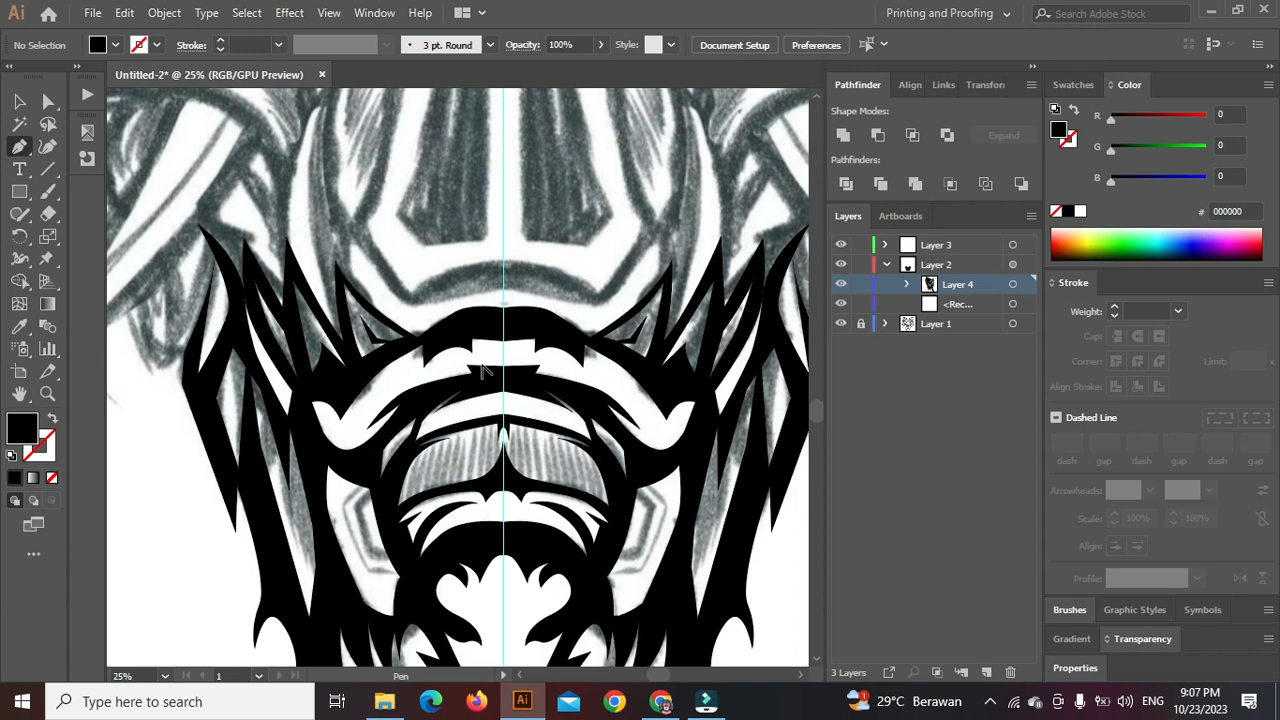 Ai File Edit Object Type Select Effect View Window Help Printing and Proofing Search Adobe Stock
No Selection Stroke: 3 pt. Round Opacity: 100% Style: Document Setup Preferences
Untitled-2* @ 25% (RGB/GPU Preview)
Pathfinder Align Links Transforn
Shape Modes:
Expand
Pathfinders:
Layers Artboards
Layer 3
Layer 2
Layer 4
<Rec...
Layer 1
3 Layers
Swatches Color
R 0
G 0
B 0
# 000000
Stroke
Weight:
Cap:
Corner: Limit:
Align Stroke:
Dashed Line
dash gap dash gap dash gap
Arrowheads:
Scale: 100% 100%
Align:
Profile:
Brushes Graphic Styles Symbols
Gradient Transparency
Properties
25% 1 Pen
Type here to search
Ai
1 29°C Berawan ENG
9:07 PM
10/23/2023